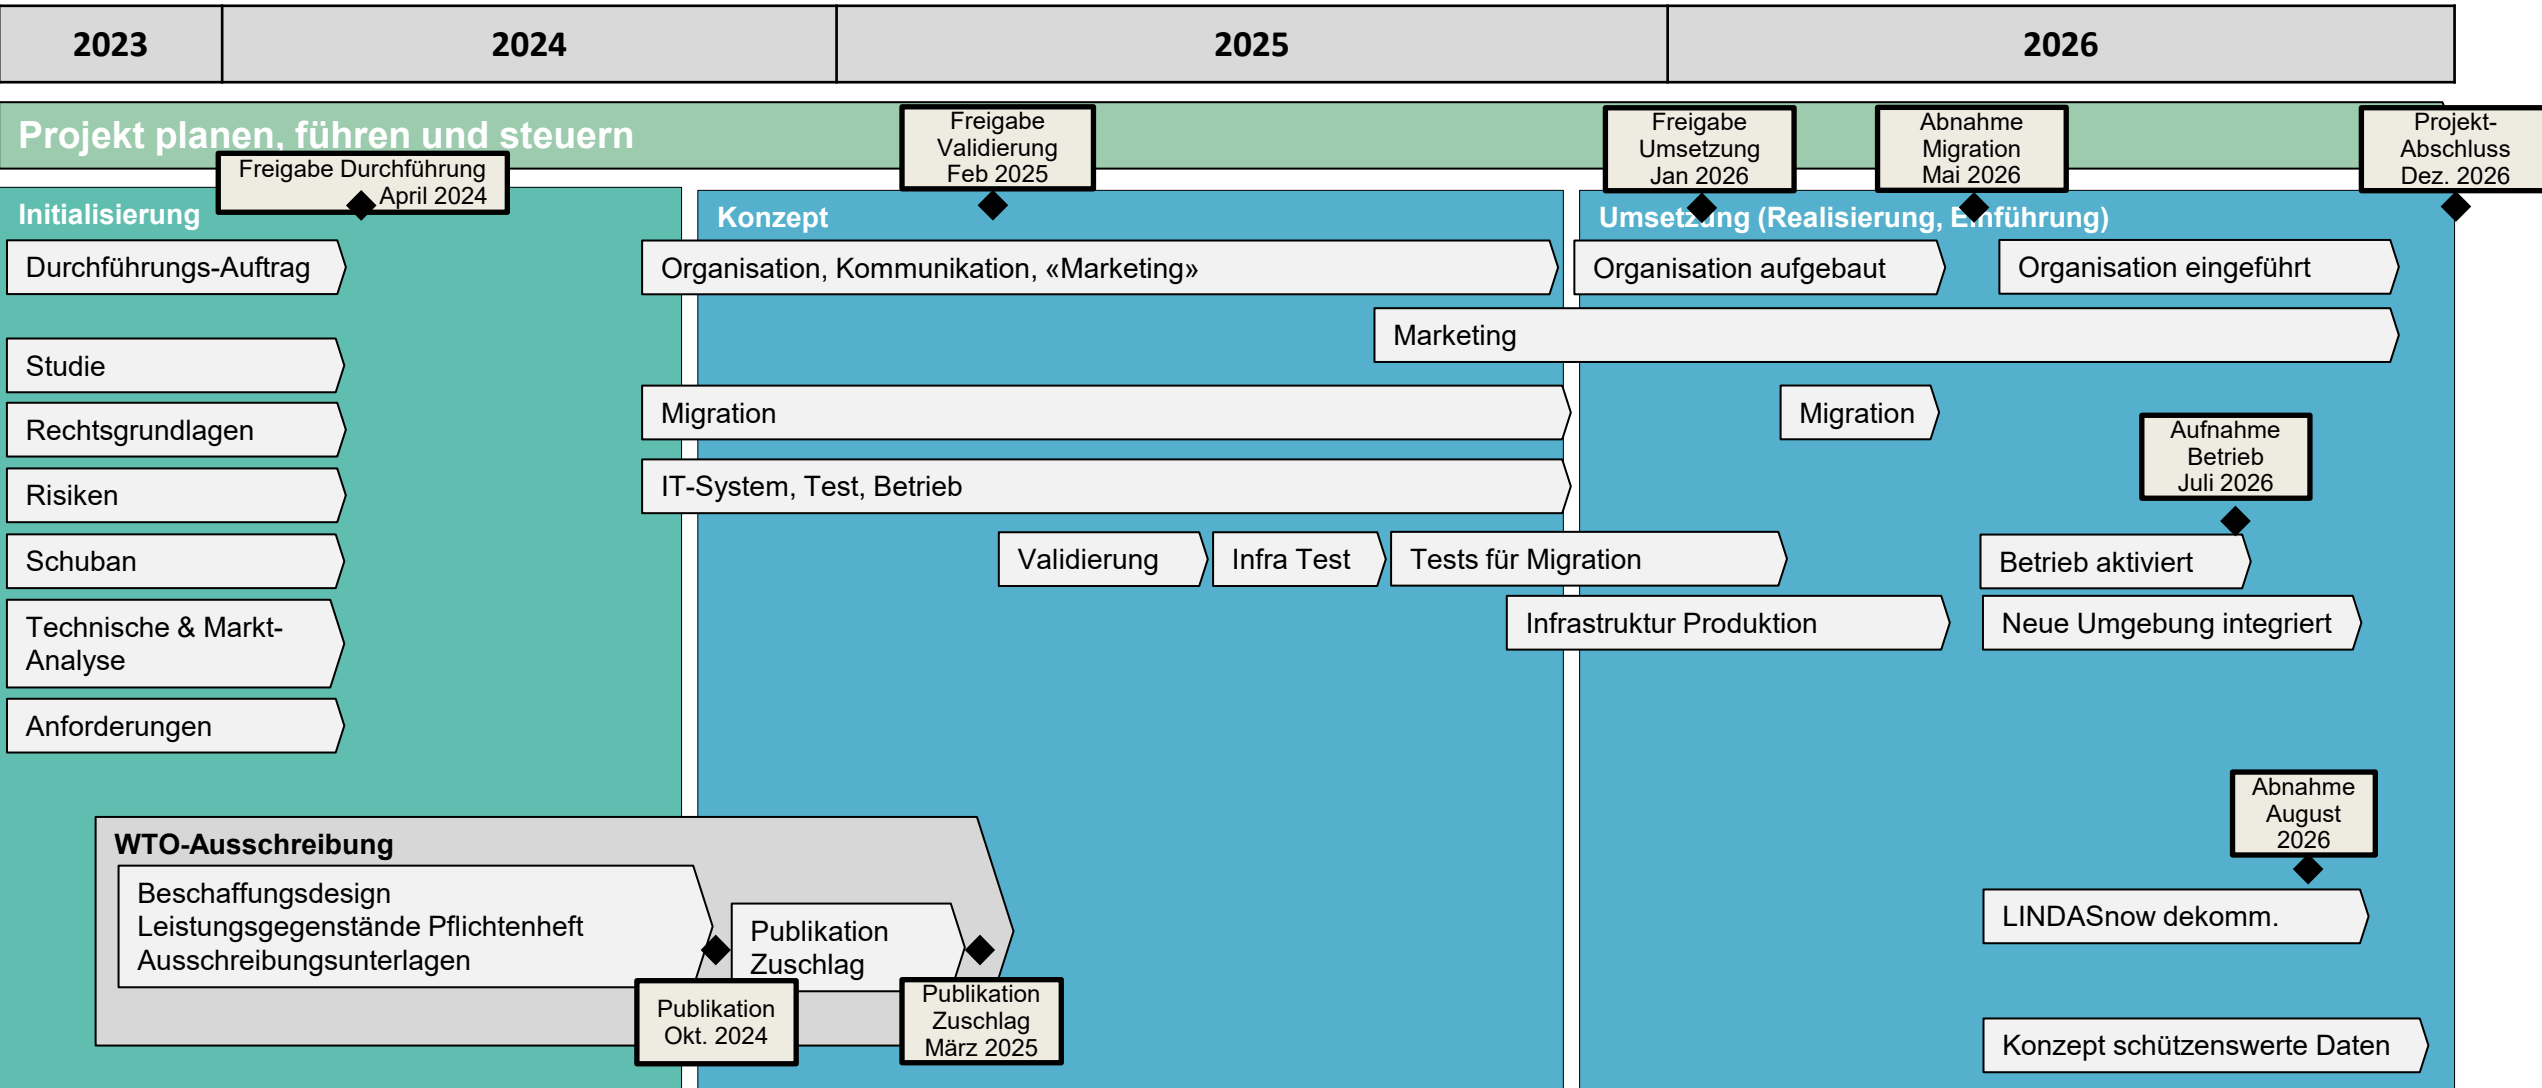 2023
2024
2025
2026
Projekt planen, führen und steuern
Freigabe Durchführung
April 2024
Freigabe
Validierung
Feb 2025
Freigabe
Umsetzung
Jan 2026
Abnahme
Migration
Mai 2026
Projekt-
Abschluss
Dez. 2026
Initialisierung
Durchführungs-Auftrag
Studie
Rechtsgrundlagen
Risiken
Schuban
Technische & Markt-
Analyse
Anforderungen
Konzept
Organisation, Kommunikation, «Marketing»
Marketing
Migration
IT-System, Test, Betrieb
Validierung
Infra Test
Tests für Migration
Infrastruktur Produktion
Umsetzung (Realisierung, Einführung)
Organisation aufgebaut
Organisation eingeführt
Migration
Aufnahme
Betrieb
Juli 2026
Betrieb aktiviert
Neue Umgebung integriert
Abnahme
August
2026
LINDASnow dekomm.
Konzept schützenswerte Daten
WTO-Ausschreibung
Beschaffungsdesign
Leistungsgegenstände Pflichtenheft
Ausschreibungsunterlagen
Publikation
Zuschlag
Publikation
Okt. 2024
Publikation
Zuschlag
März 2025